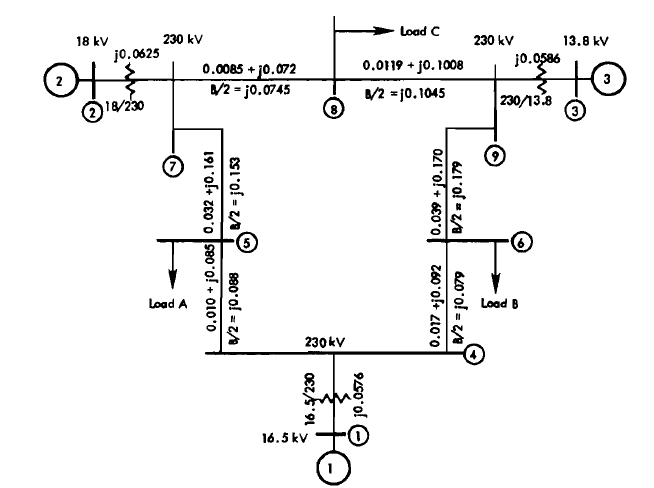 Load C
18 kV
j0.0625
230 kV
0.0085 + j0.072
B/2 = j0.0745
0.0119 + j0.1008
B/2 = j0.1045
230 kV
j0.0586
13.8 kV
2
2
18/230
8
230/13.8
3
3
7
9
0.032 +j0.161
B/2 = j0.153
0.039 + j0.170
B/2 = j0.179
5
6
Load A
Load B
0.010 + j0.085
B/2 = j0.088
0.017 +j0.092
B/2 = j0.079
230 kV
4
16.5/230
j0.0576
16.5 kV
1
1